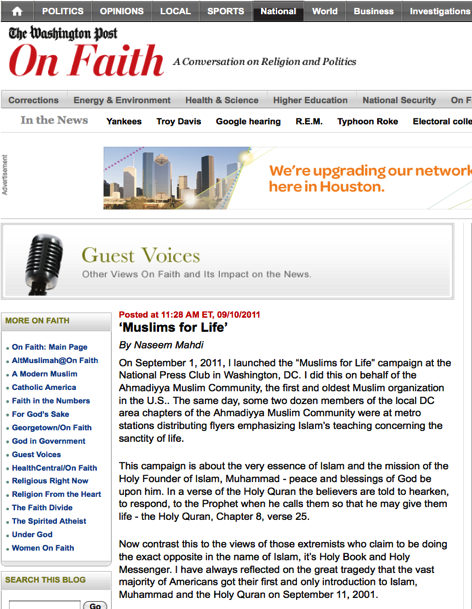 POLITICS OPINIONS LOCAL SPORTS National World Business Investigations
The Washington Post
On Faith A Conversation on Religion and Politics
Corrections Energy & Environment Health & Science Higher Education National Security On F
In the News Yankees Troy Davis Google hearing R.E.M. Typhoon Roke Electoral colle
Advertisement
We're upgrading our network
here in Houston.
Guest Voices
Other Views On Faith and Its Impact on the News.
MORE ON FAITH
On Faith: Main Page
AltMuslimah@On Faith
A Modern Muslim
Catholic America
Faith in the Numbers
For God's Sake
Georgetown/On Faith
God in Government
Guest Voices
HealthCentral/On Faith
Religious Right Now
Religion From the Heart
The Faith Divide
The Spirited Atheist
Under God
Women On Faith
SEARCH THIS BLOG
Go
Posted at 11:28 AM ET, 09/10/2011
‘Muslims for Life’
By Naseem Mahdi
On September 1, 2011, I launched the "Muslims for Life" campaign at the
National Press Club in Washington, DC. I did this on behalf of the
Ahmadiyya Muslim Community, the first and oldest Muslim organization
in the U.S.. The same day, some two dozen members of the local DC
area chapters of the Ahmadiyya Muslim Community were at metro
stations distributing flyers emphasizing Islam's teaching concerning the
sanctity of life.
This campaign is about the very essence of Islam and the mission of the
Holy Founder of Islam, Muhammad - peace and blessings of God be
upon him. In a verse of the Holy Quran the believers are told to hearken,
to respond, to the Prophet when he calls them so that he may give them
life - the Holy Quran, Chapter 8, verse 25.
Now contrast this to the views of those extremists who claim to be doing
the exact opposite in the name of Islam, it's Holy Book and Holy
Messenger. I have always reflected on the great tragedy that the vast
majority of Americans got their first and only introduction to Islam,
Muhammad and the Holy Quran on September 11, 2001.